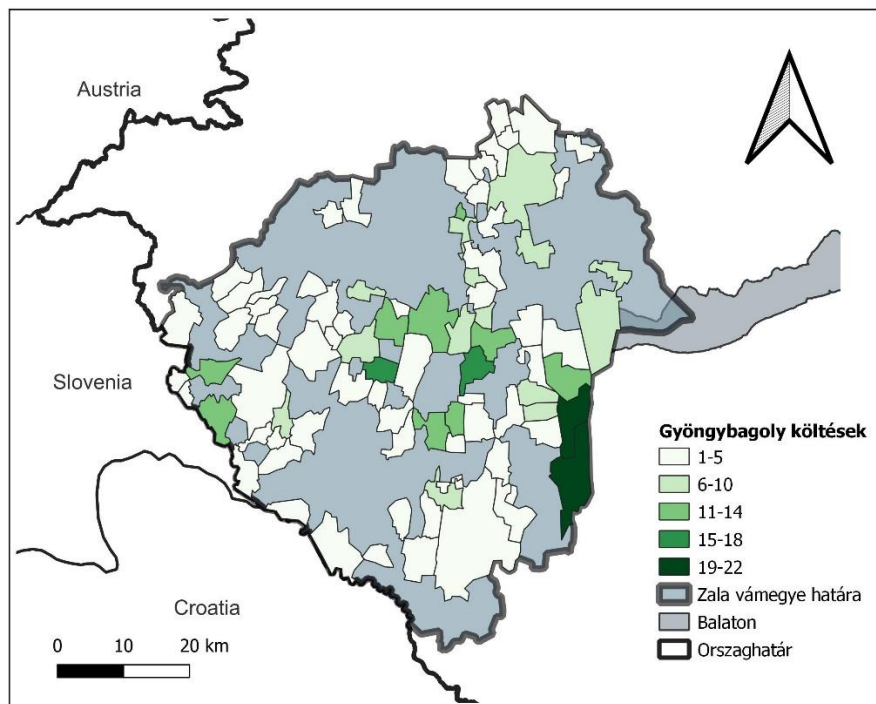 Austria
Slovenia
Croatia
0 10 20 km
Gyöngybagoly költések
1-5
6-10
11-14
15-18
19-22
Zala vámegye határa
Balaton
Orszaghatár